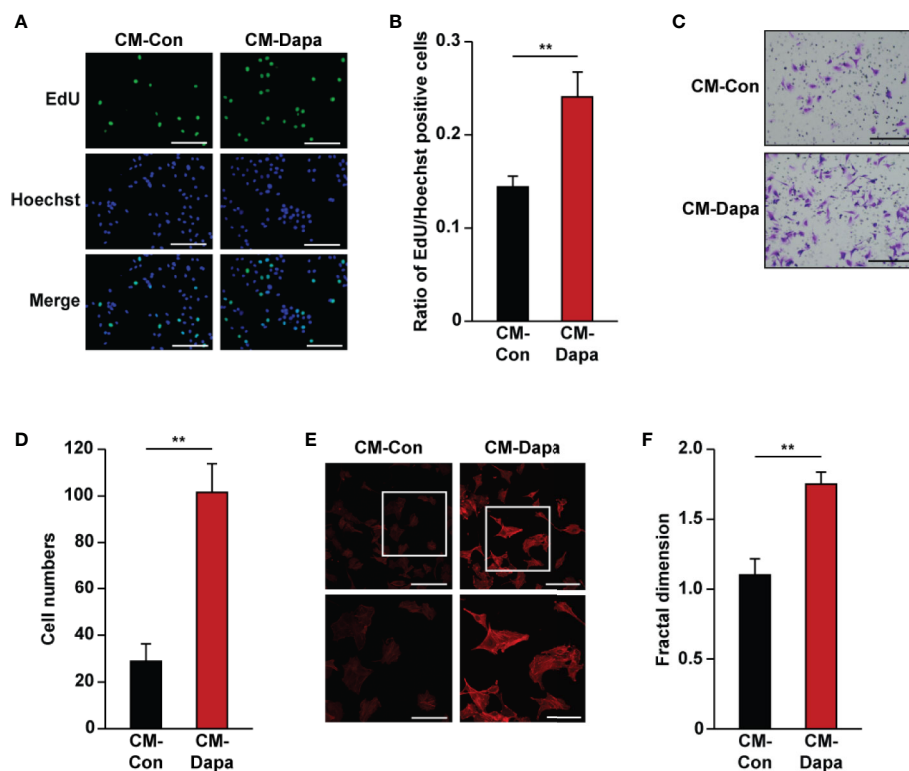 A
CM-Con CM-Dapa
EdU
Hoechst
Merge
B
Ratio of EdU/Hoechst positive cells
0.3
0.2
0.1
0
**
CM-
Con
CM-
Dapa
C
CM-Con
CM-Dapa
D
Cell numbers
120
100
80
60
40
20
0
**
CM-
Con
CM-
Dapa
E
CM-Con CM-Dapa
F
Fractal dimension
2.0
1.5
1.0
0.5
0
**
CM-
Con
CM-
Dapa